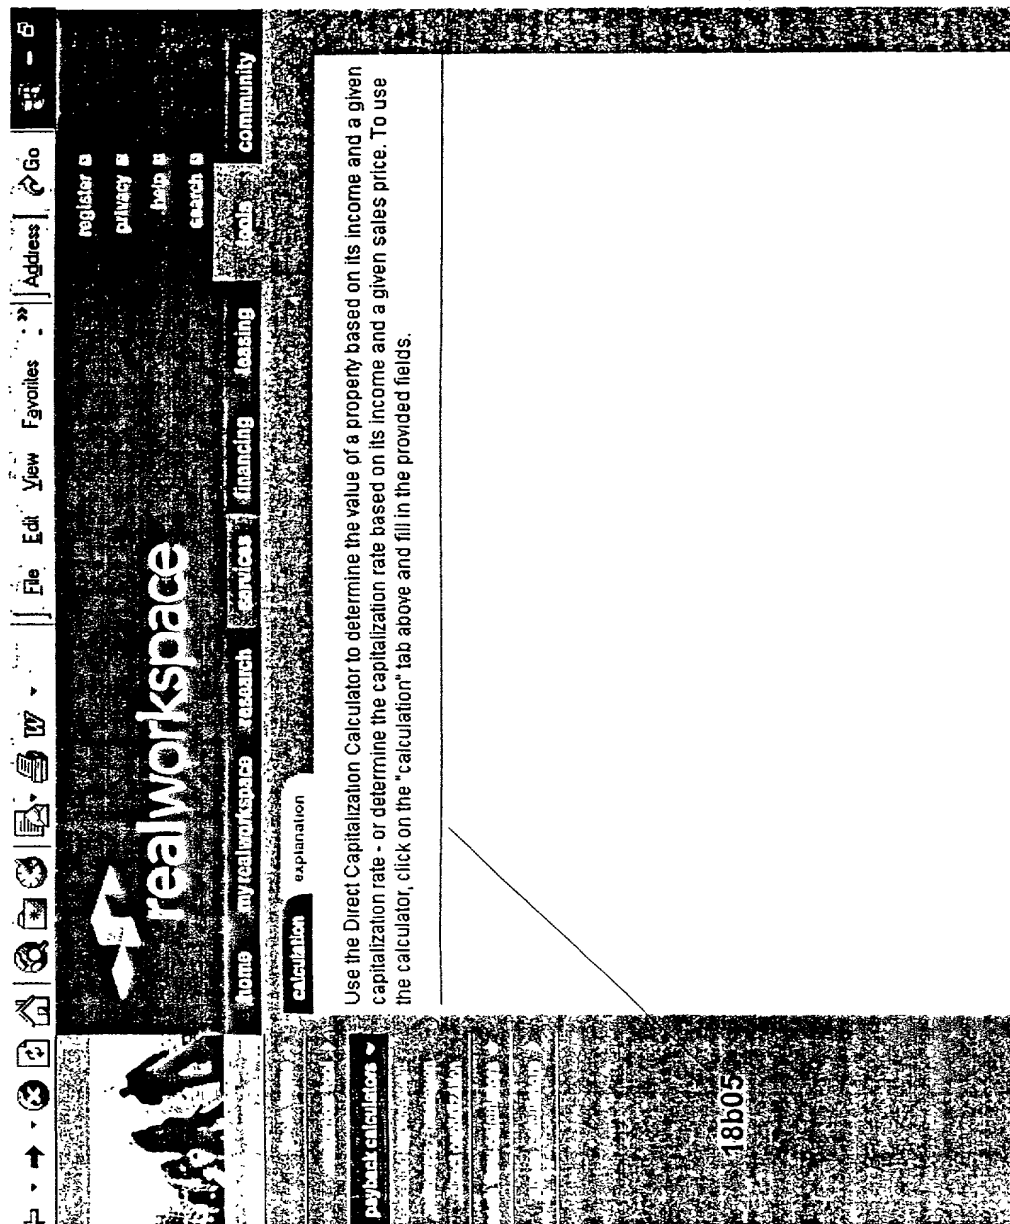 File Edit View Favorites » Address Go
register
privacy
help
search
realworkspace
home myrealworkspace research services financing leasing tools community
calculation explanation
payback calculators
Use the Direct Capitalization Calculator to determine the value of a property based on its income and a given
capitalization rate - or determine the capitalization rate based on its income and a given sales price. To use
the calculator, click on the "calculation" tab above and fill in the provided fields.
18b05